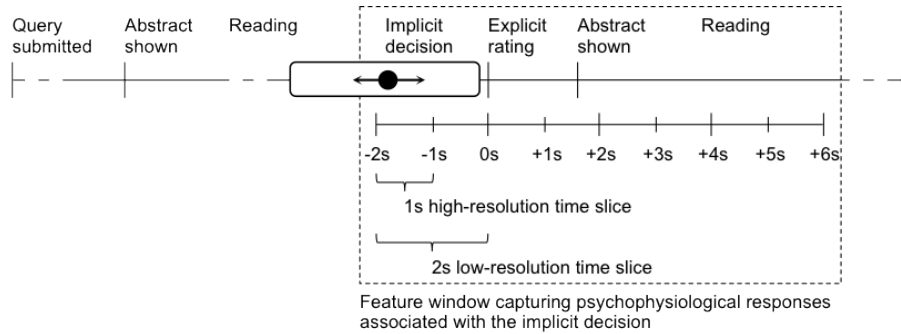 Query submitted
Abstract shown
Reading
Implicit decision
Explicit rating
Abstract shown
Reading
-2s -1s 0s +1s +2s +3s +4s +5s +6s
1s high-resolution time slice
2s low-resolution time slice
Feature window capturing psychophysiological responses
associated with the implicit decision